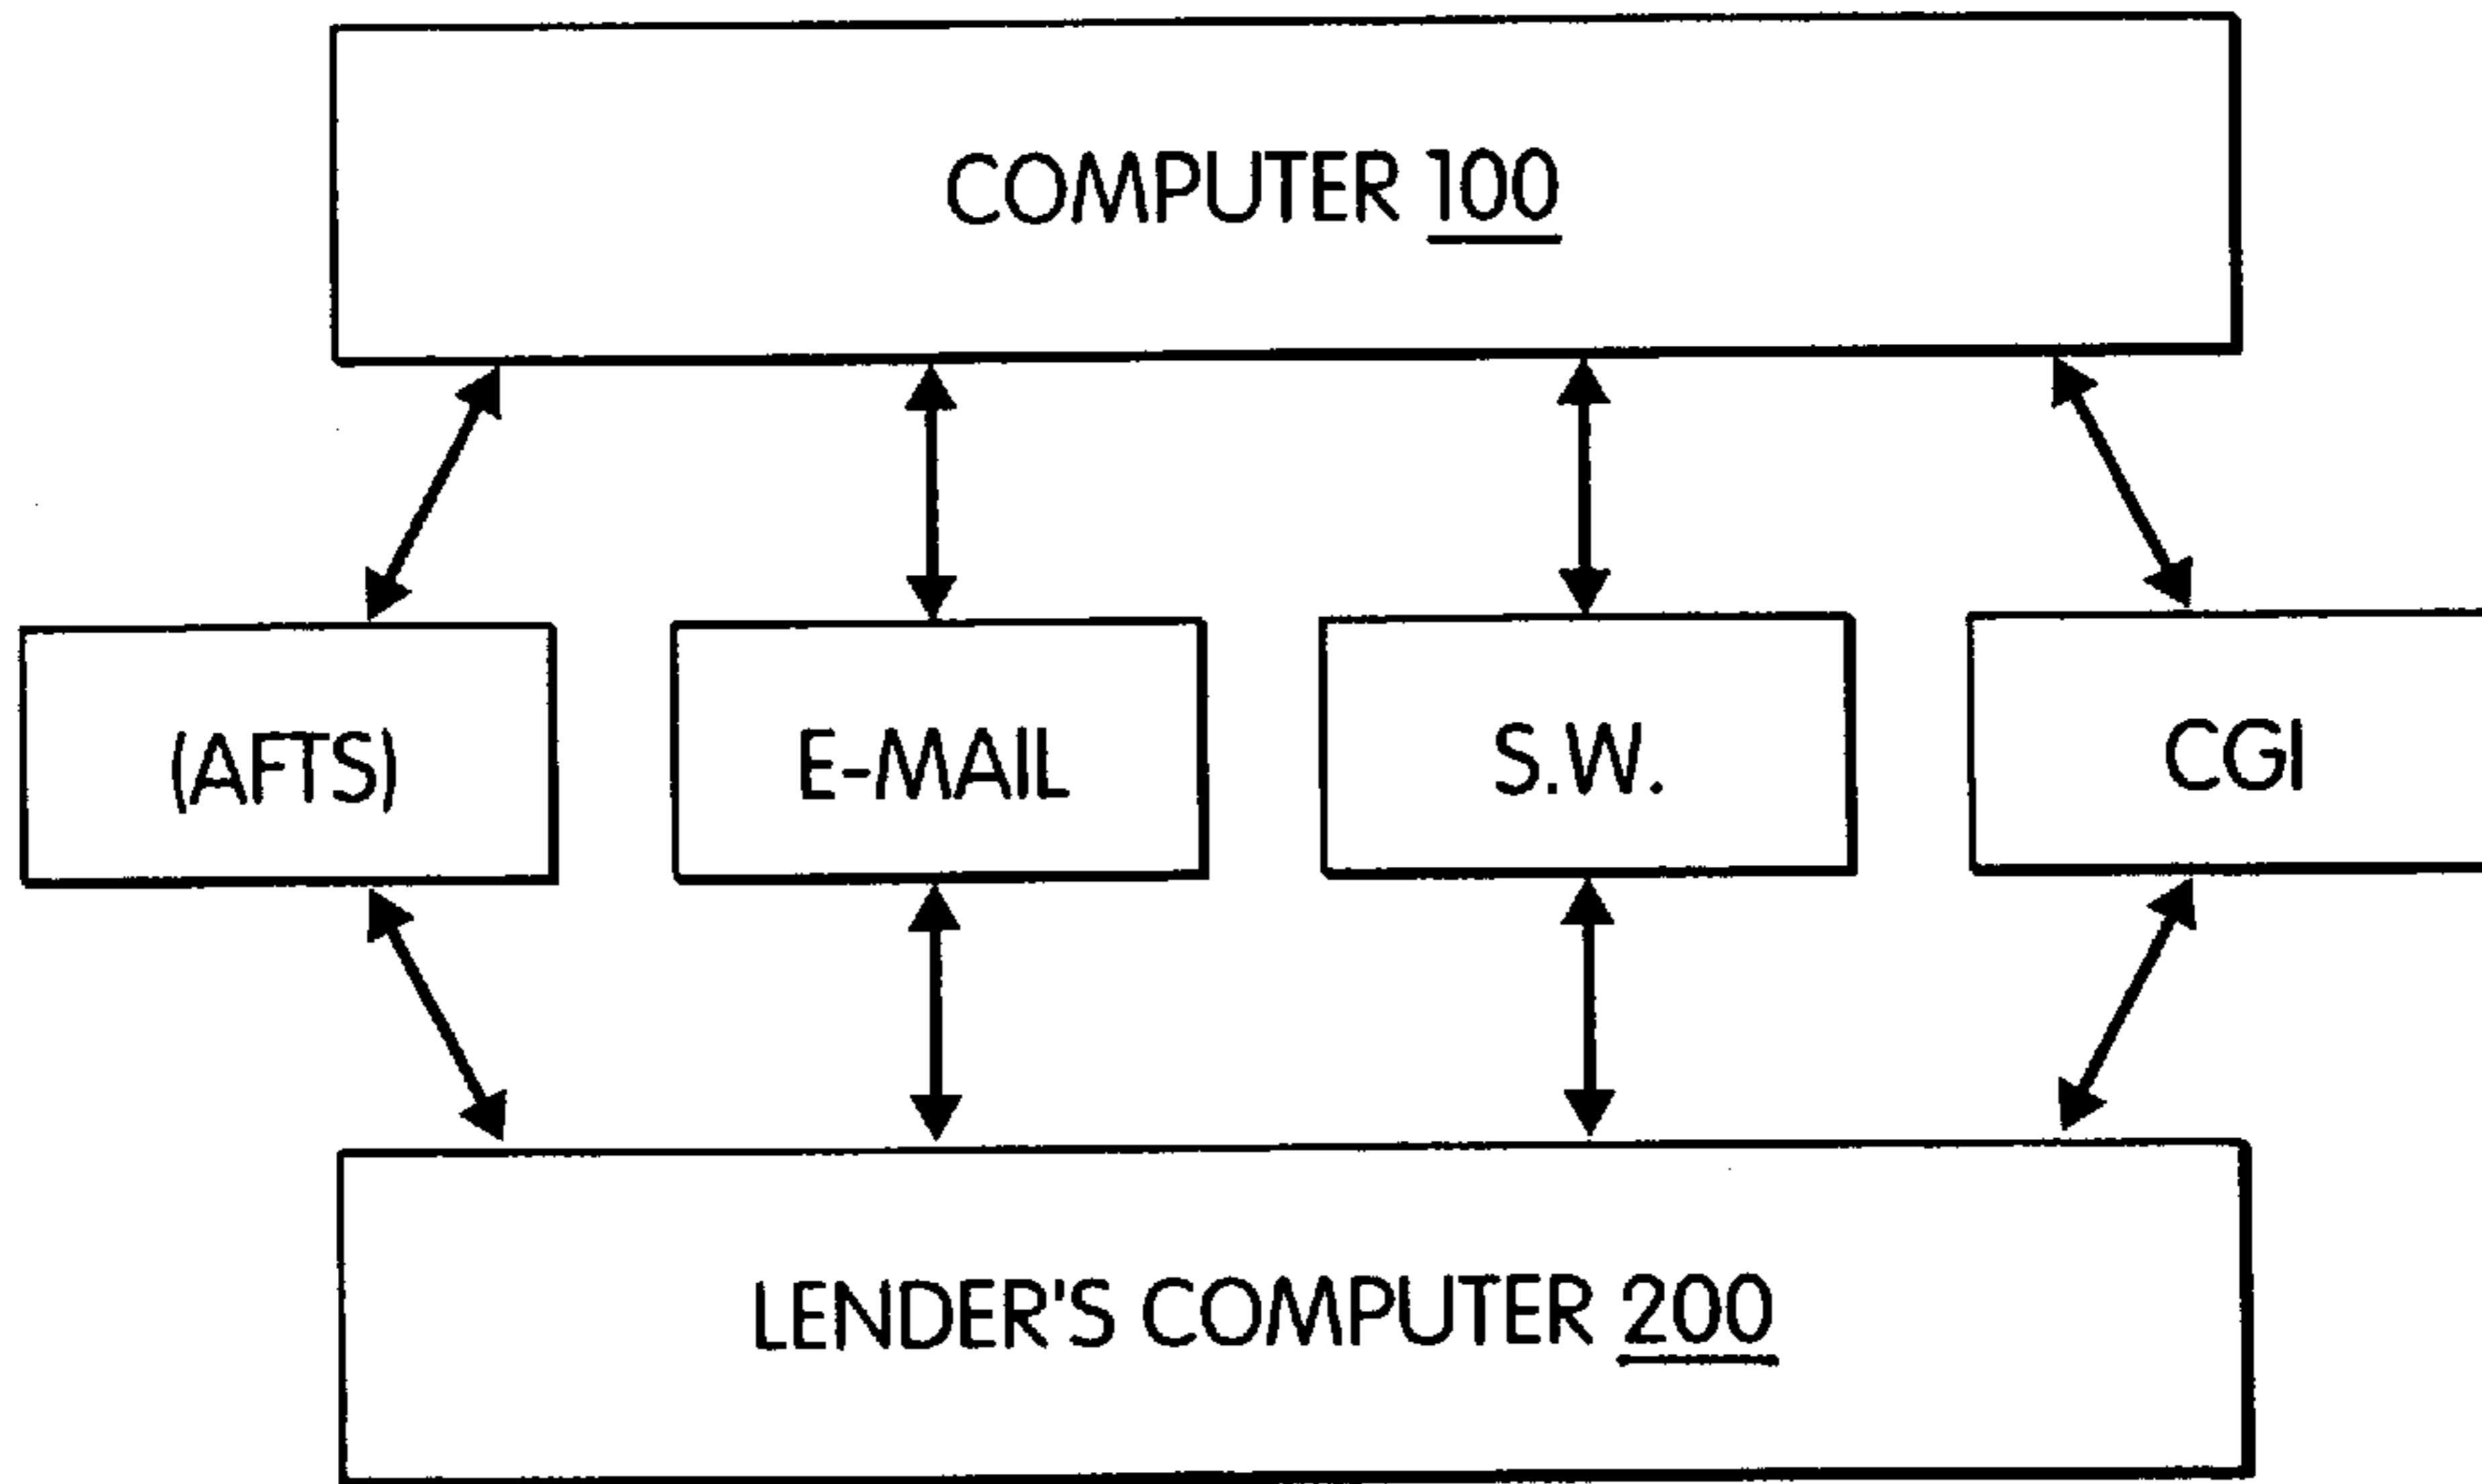 COMPUTER 100
(AFTS)
E-MAIL
S.W.
CGI
LENDER'S COMPUTER 200